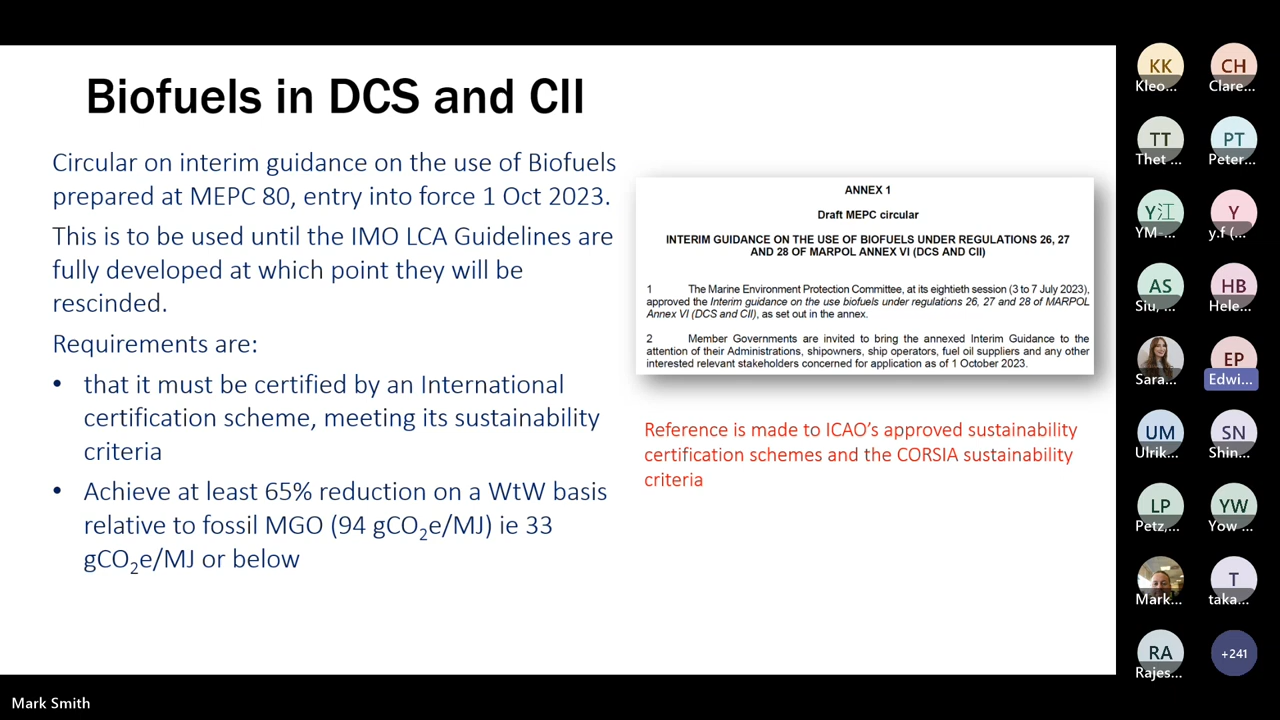 Biofuels in DCS and CII
Circular on interim guidance on the use of Biofuels
prepared at MEPC 80, entry into force 1 Oct 2023.
This is to be used until the IMO LCA Guidelines are
fully developed at which point they will be
rescinded.
Requirements are:
• that it must be certified by an International
certification scheme, meeting its sustainability
criteria
• Achieve at least 65% reduction on a WtW basis
relative to fossil MGO (94 gCO₂e/MJ) ie 33
gCO₂e/MJ or below
ANNEX 1
Draft MEPC circular
INTERIM GUIDANCE ON THE USE OF BIOFUELS UNDER REGULATIONS 26, 27
AND 28 OF MARPOL ANNEX VI (DCS AND CII)
1 The Marine Environment Protection Committee, at its eightieth session (3 to 7 July 2023),
approved the Interim guidance on the use biofuels under regulations 26, 27 and 28 of MARPOL
Annex VI (DCS and CII), as set out in the annex.
2 Member Governments are invited to bring the annexed Interim Guidance to the
attention of their Administrations, shipowners, ship operators, fuel oil suppliers and any other
interested relevant stakeholders concerned for application as of 1 October 2023.
Reference is made to ICAO’s approved sustainability
certification schemes and the CORSIA sustainability
criteria
KK
Kleo...
CH
Clare...
TT
Thet ...
PT
Peter...
Y江
YM-...
Y
y.f (...
AS
Siu, ...
HB
Hele...
Sara...
EP
Edwi...
UM
Ulrik...
SN
Shin...
LP
Petz,...
YW
Yow ...
Mark...
T
taka...
RA
Rajes...
+241
Mark Smith